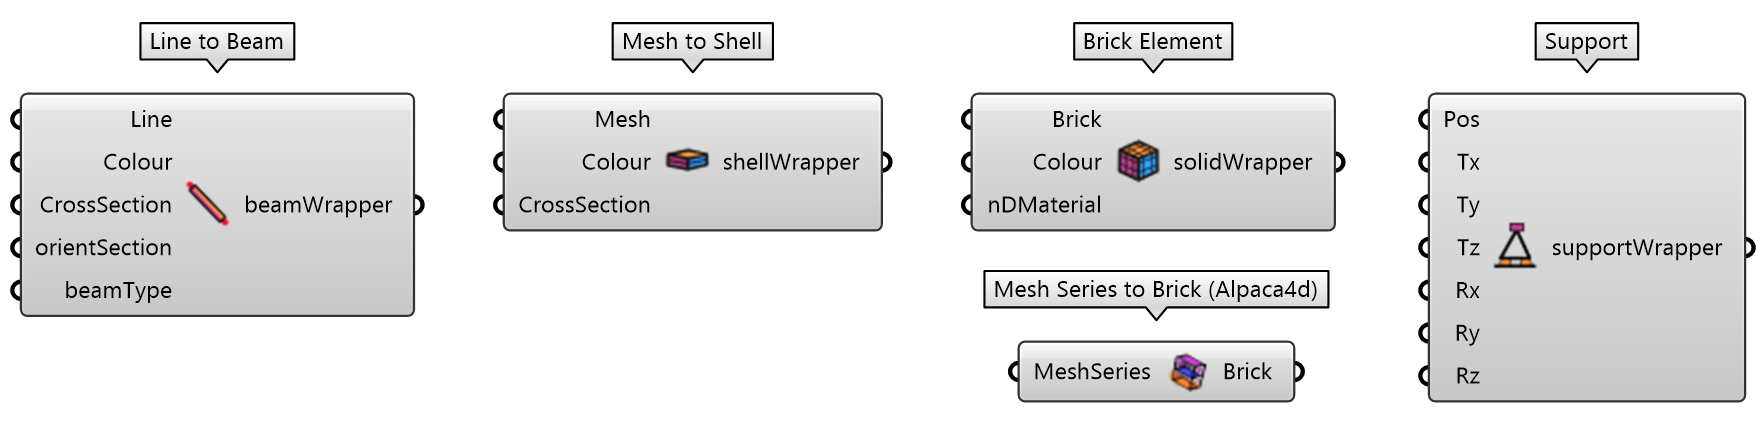 Line to Beam
Line
Colour
CrossSection
orientSection
beamType
beamWrapper
Mesh to Shell
Mesh
Colour
CrossSection
shellWrapper
Brick Element
Brick
Colour
nDMaterial
solidWrapper
Mesh Series to Brick (Alpaca4d)
MeshSeries
Brick
Support
Pos
Tx
Ty
Tz
Rx
Ry
Rz
supportWrapper